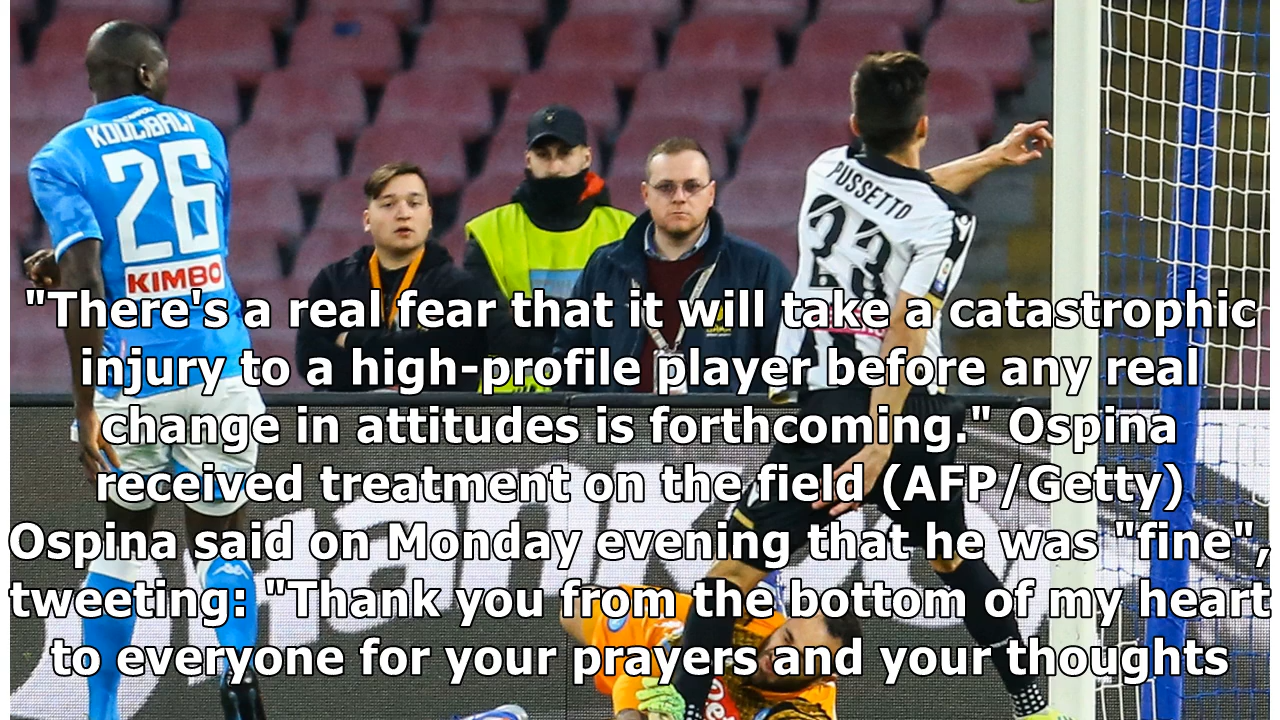 KOULIBALY
26
KIMBO
PUSSETTO
23
"There's a real fear that it will take a catastrophic
injury to a high-profile player before any real
change in attitudes is forthcoming." Ospina
received treatment on the field (AFP/Getty)
Ospina said on Monday evening that he was "fine",
tweeting: "Thank you from the bottom of my heart
to everyone for your prayers and your thoughts